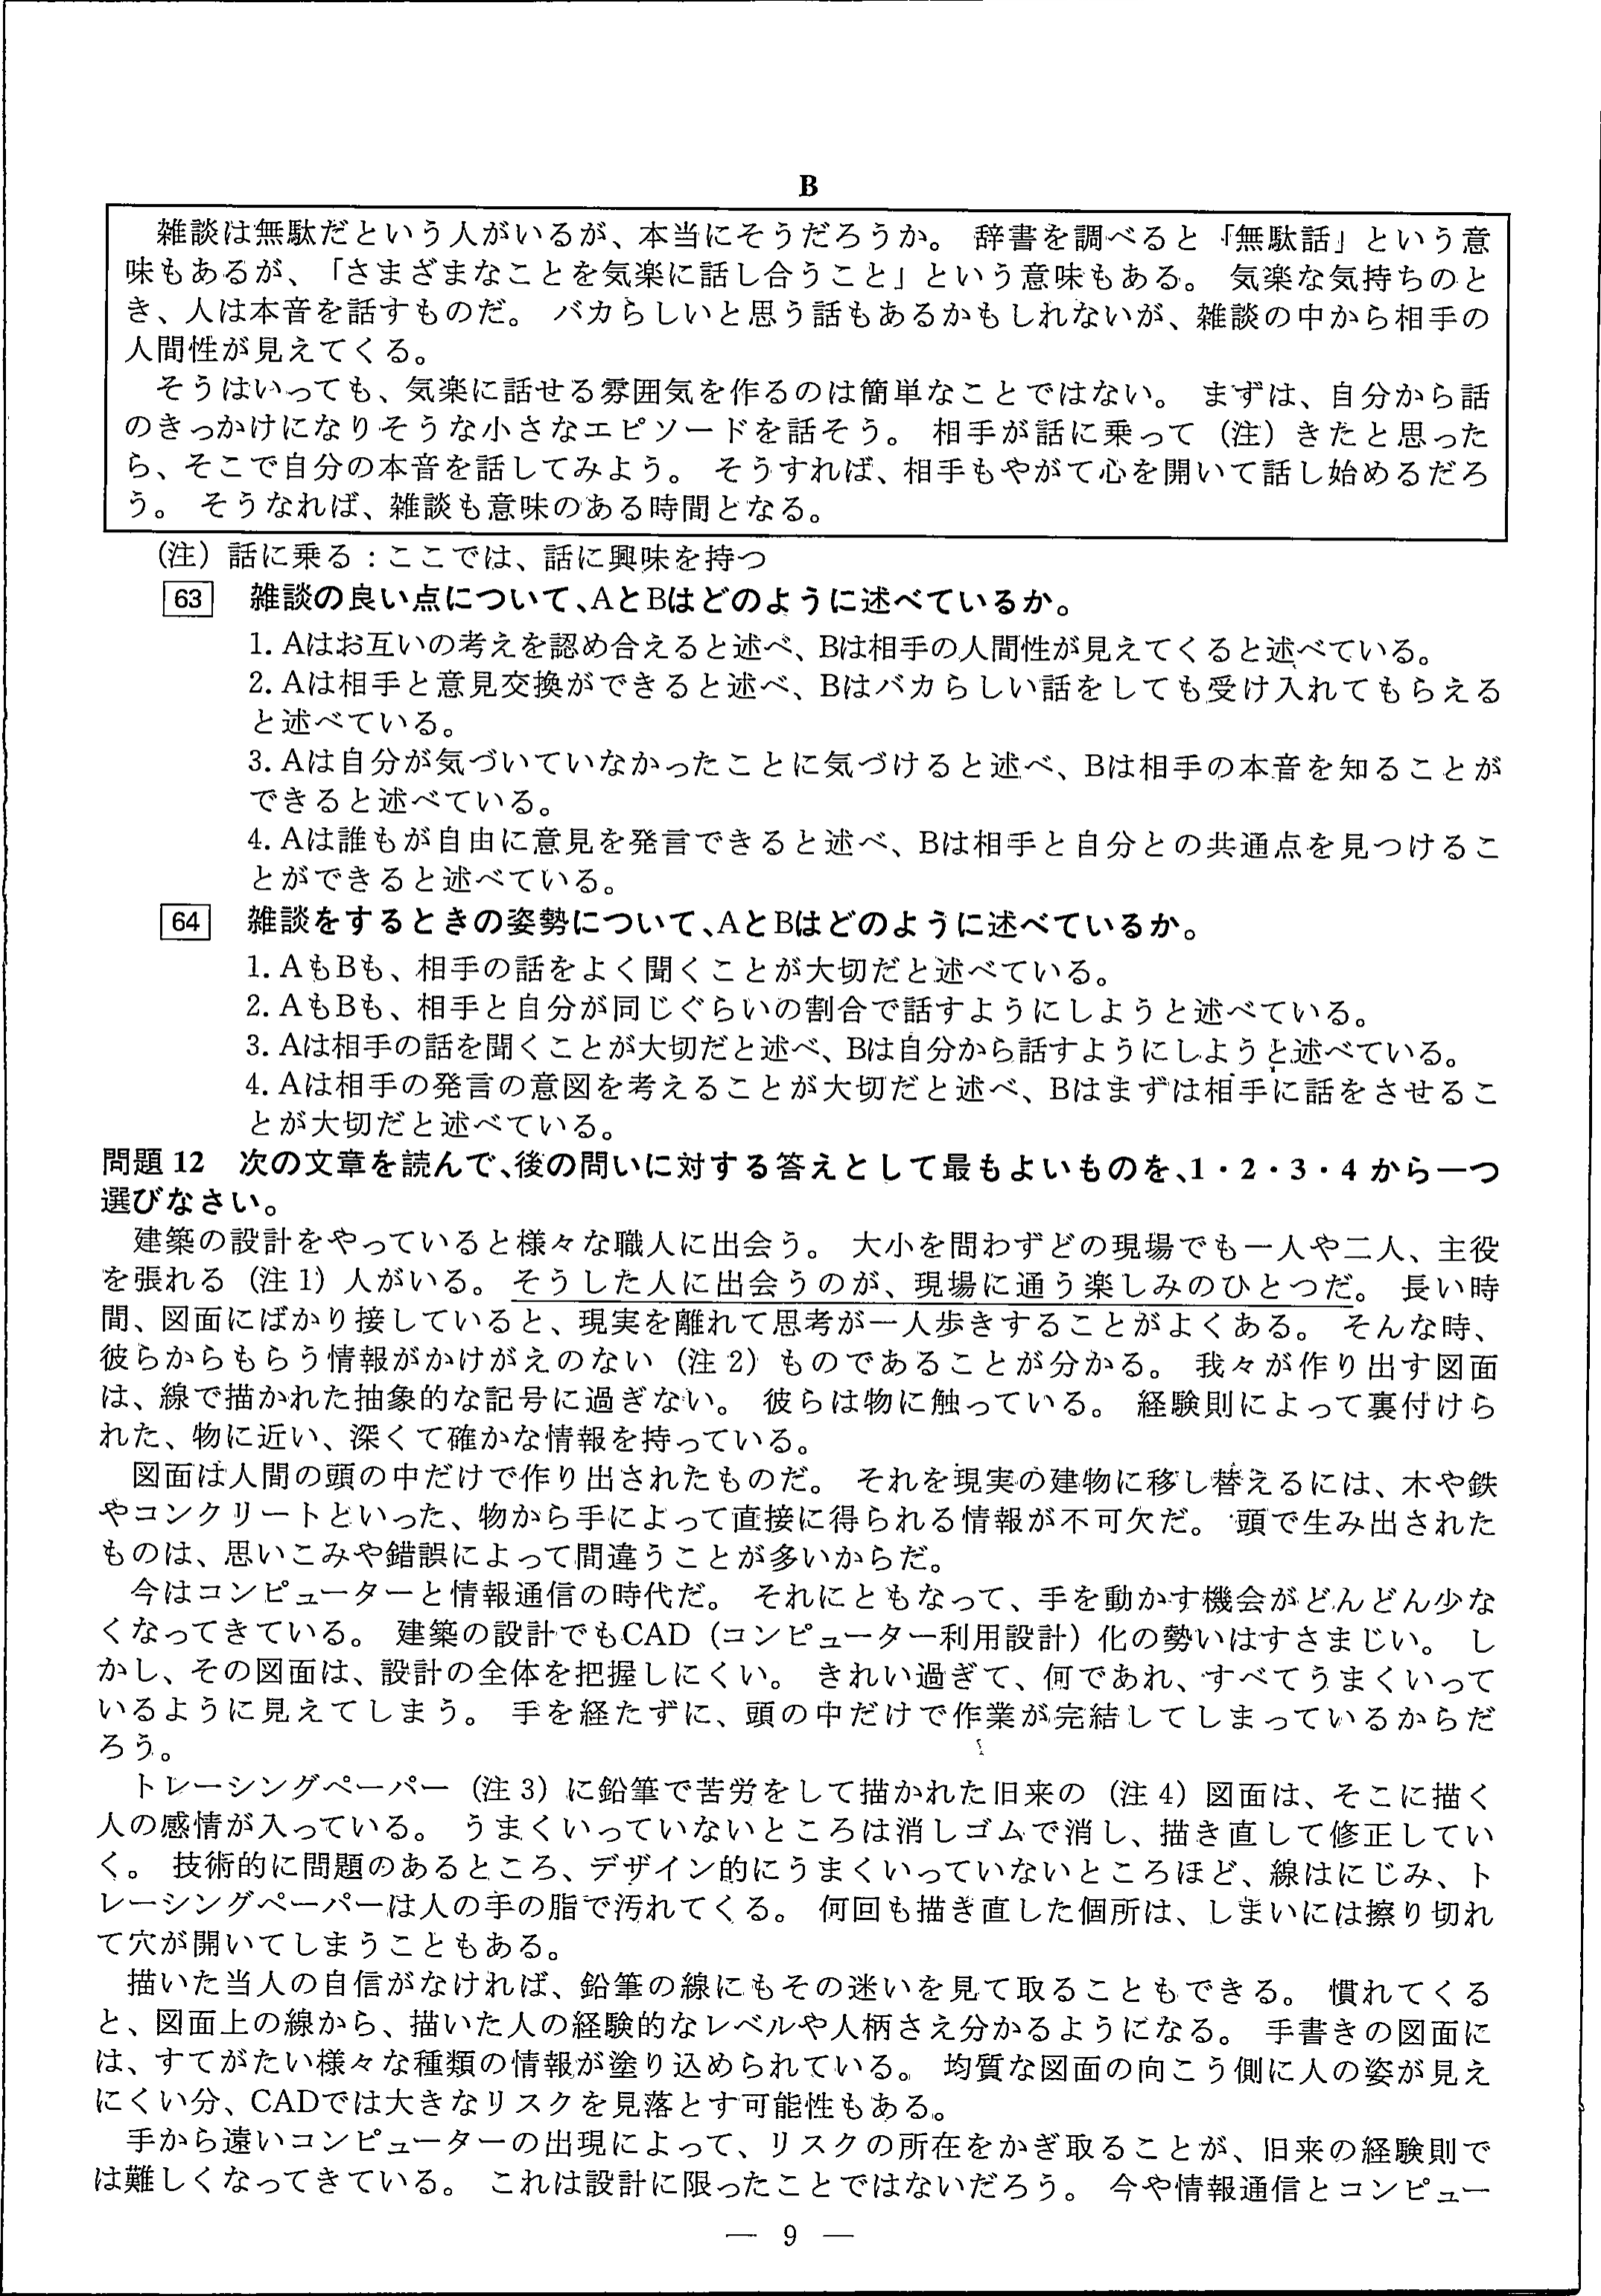 B
雑談は無駄だという人がいるが、本当にそうだろうか。 辞書を調べると「無駄話」という意
味もあるが、「さまざまなことを気楽に話し合うこと」という意味もある。 気楽な気持ちのと
き、人は本音を話すものだ。 バカらしいと思う話もあるかもしれないが、雑談の中から相手の
人間性が見えてくる。
そうはいっても、気楽に話せる雰囲気を作るのは簡単なことではない。 まずは、自分から話
のきっかけになりそうな小さなエピソードを話そう。 相手が話に乗って（注）きたと思った
ら、そこで自分の本音を話してみよう。 そうすれば、相手もやがて心を開いて話し始めるだろ
う。 そうなれば、雑談も意味のある時間となる。
（注）話に乗る：ここでは、話に興味を持つ
63 雑談の良い点について、AとBはどのように述べているか。
1. Aはお互いの考えを認め合えると述べ、Bは相手の人間性が見えてくると述べている。
2. Aは相手と意見交換ができると述べ、Bはバカらしい話をしても受け入れてもらえる
と述べている。
3. Aは自分が気づいていなかったことに気づけると述べ、Bは相手の本音を知ることが
できると述べている。
4. Aは誰もが自由に意見を発言できると述べ、Bは相手と自分との共通点を見つけるこ
とができると述べている。
64 雑談をするときの姿勢について、AとBはどのように述べているか。
1. AもBも、相手の話をよく聞くことが大切だと述べている。
2. AもBも、相手と自分が同じぐらいの割合で話すようにしようと述べている。
3. Aは相手の話を聞くことが大切だと述べ、Bは自分から話すようにしようと述べている。
4. Aは相手の発言の意図を考えることが大切だと述べ、Bはまずは相手に話をさせるこ
とが大切だと述べている。
問題 12 次の文章を読んで、後の問いに対する答えとして最もよいものを、1・2・3・4 から一つ
選びなさい。
建築の設計をやっていると様々な職人に出会う。 大小を問わずどの現場でも一人や二人、主役
を張れる（注 1）人がいる。 そうした人に出会うのが、現場に通う楽しみのひとつだ。 長い時
間、図面にばかり接していると、現実を離れて思考が一人歩きすることがよくある。 そんな時、
彼らからもらう情報がかけがえのない（注 2）ものであることが分かる。 我々が作り出す図面
は、線で描かれた抽象的な記号に過ぎない。 彼らは物に触っている。 経験則によって裏付けら
れた、物に近い、深くて確かな情報を持っている。
図面は人間の頭の中だけで作り出されたものだ。 それを現実の建物に移し替えるには、木や鉄
やコンクリートといった、物から手によって直接に得られる情報が不可欠だ。 頭で生み出された
ものは、思いこみや錯誤によって間違うことが多いからだ。
今はコンピューターと情報通信の時代だ。 それにともなって、手を動かす機会がどんどん少な
くなってきている。 建築の設計でもCAD（コンピューター利用設計）化の勢いはすさまじい。 し
かし、その図面は、設計の全体を把握しにくい。 きれい過ぎて、何であれ、すべてうまくいって
いるように見えてしまう。 手を経たずに、頭の中だけで作業が完結してしまっているからだ
ろう。
トレーシングペーパー（注 3）に鉛筆で苦労をして描かれた旧来の（注 4）図面は、そこに描く
人の感情が入っている。 うまくいっていないところは消しゴムで消し、描き直して修正してい
く。 技術的に問題のあるところ、デザイン的にうまくいっていないところほど、線はにじみ、ト
レーシングペーパーは人の手の脂で汚れてくる。 何回も描き直した個所は、しまいには擦り切れ
て穴が開いてしまうこともある。
描いた当人の自信がなければ、鉛筆の線にもその迷いを見て取ることもできる。 慣れてくる
と、図面上の線から、描いた人の経験的なレベルや人柄さえ分かるようになる。 手書きの図面に
は、すてがたい様々な種類の情報が塗り込められている。 均質な図面の向こう側に人の姿が見え
にくい分、CADでは大きなリスクを見落とす可能性もある。
手から遠いコンピューターの出現によって、リスクの所在をかぎ取ることが、旧来の経験則で
は難しくなってきている。 これは設計に限ったことではないだろう。 今や情報通信とコンピュー
— 9 —